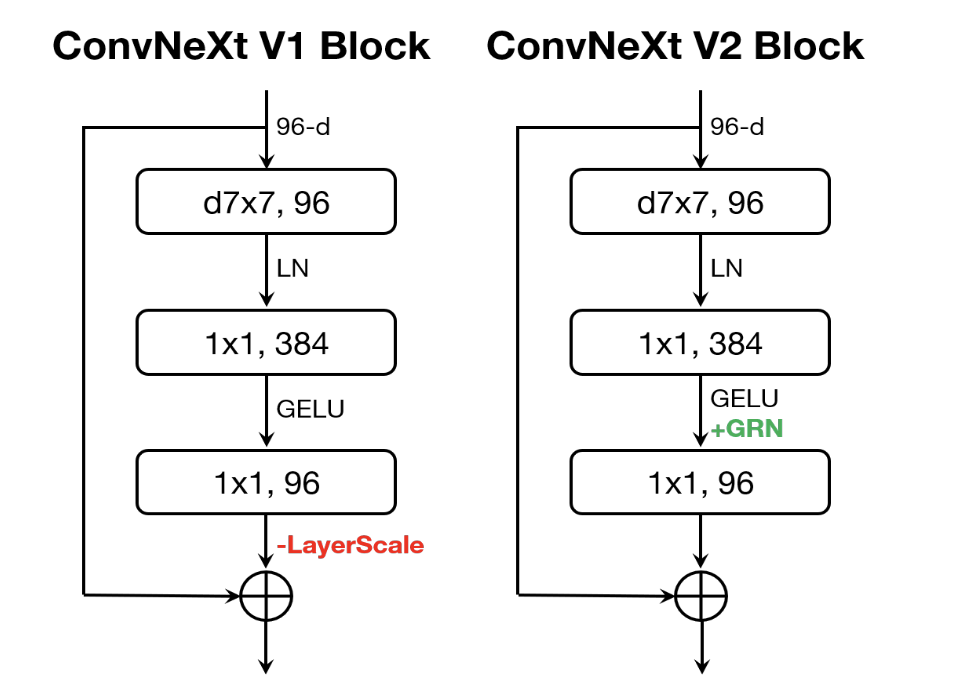 ConvNeXt V1 Block
96-d
d7x7, 96
LN
1x1, 384
GELU
1x1, 96
-LayerScale
ConvNeXt V2 Block
96-d
d7x7, 96
LN
1x1, 384
GELU
+GRN
1x1, 96